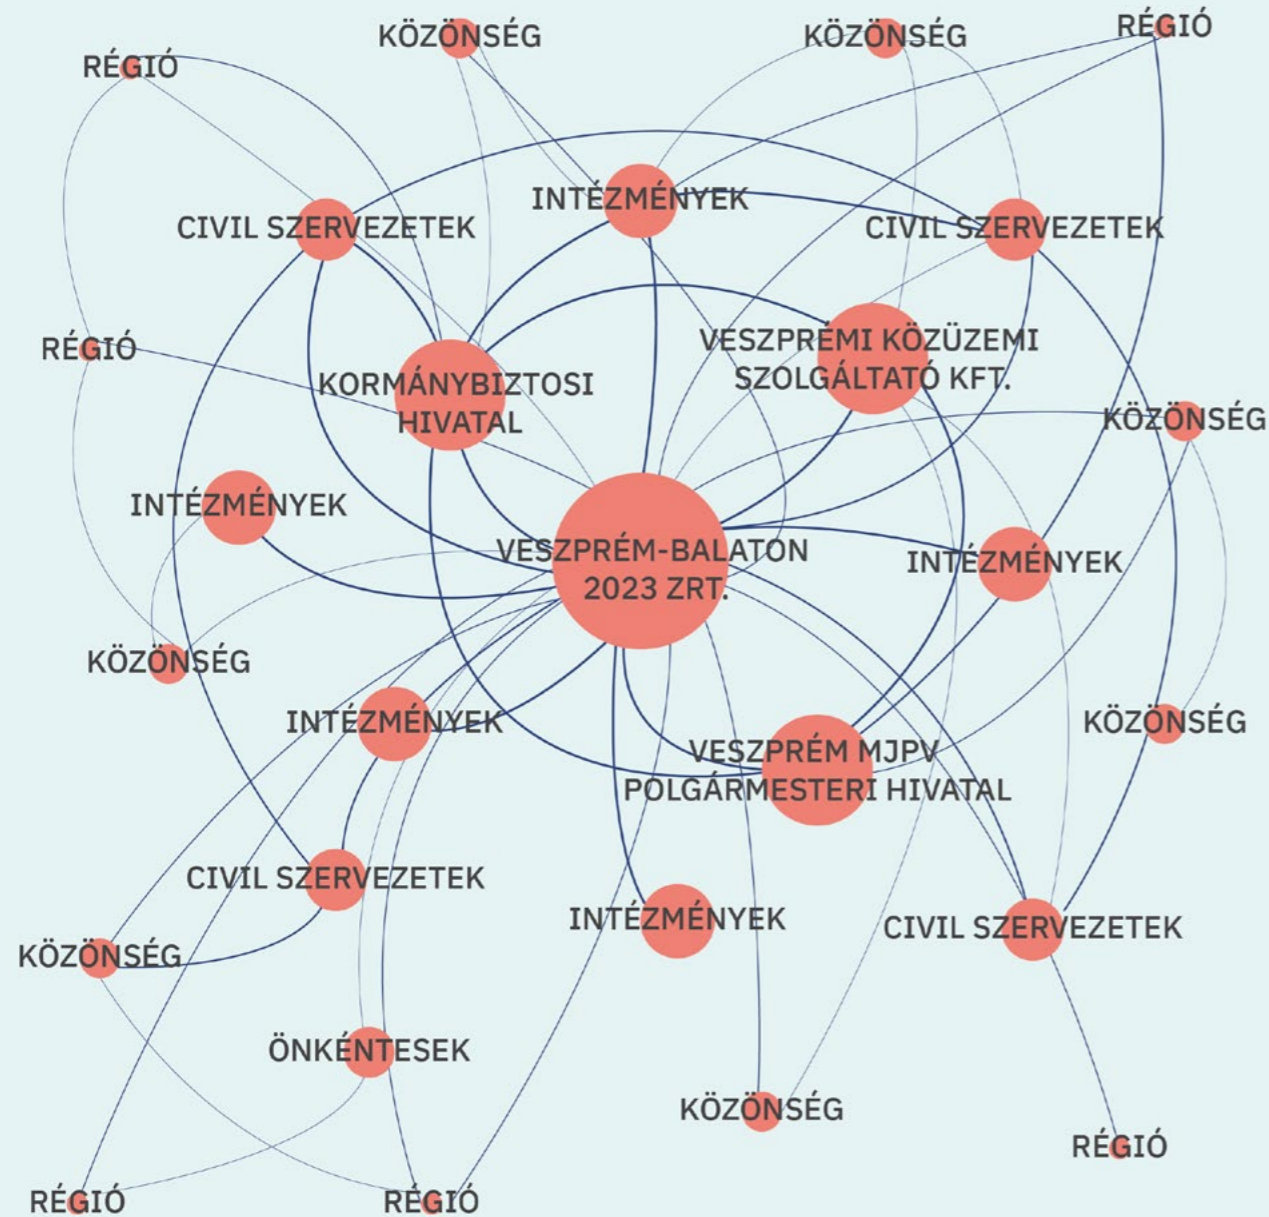 RÉGIÓ
KÖZÖNSÉG
KÖZÖNSÉG
RÉGIÓ
CIVIL SZERVEZETEK
INTÉZMÉNYEK
CIVIL SZERVEZETEK
RÉGIÓ
KORMÁNYBIZTOSI
HIVATAL
VESZPRÉMI KÖZÜZEMI
SZOLGÁLTATÓ KFT.
KÖZÖNSÉG
INTÉZMÉNYEK
VESZPRÉM-BALATON
2023 ZRT.
INTÉZMÉNYEK
KÖZÖNSÉG
INTÉZMÉNYEK
VESZPRÉM MJPV
POLGÁRMESTERI HIVATAL
KÖZÖNSÉG
CIVIL SZERVEZETEK
INTÉZMÉNYEK
CIVIL SZERVEZETEK
KÖZÖNSÉG
ÖNKÉNTESEK
KÖZÖNSÉG
RÉGIÓ
RÉGIÓ
RÉGIÓ